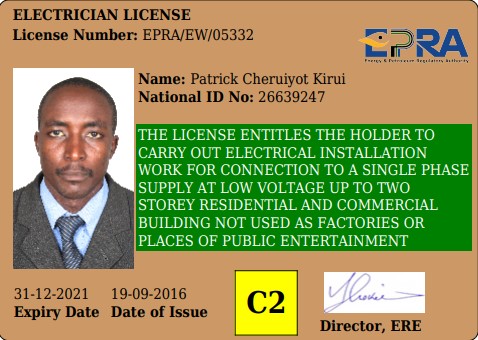 ELECTRICIAN LICENSE
License Number: EPRA/EW/05332
EPRA
Energy & Petroleum Regulatory Authority
Name: Patrick Cheruiyot Kirui
National ID No: 26639247
THE LICENSE ENTITLES THE HOLDER TO
CARRY OUT ELECTRICAL INSTALLATION
WORK FOR CONNECTION TO A SINGLE PHASE
SUPPLY AT LOW VOLTAGE UP TO TWO
STOREY RESIDENTIAL AND COMMERCIAL
BUILDING NOT USED AS FACTORIES OR
PLACES OF PUBLIC ENTERTAINMENT
31-12-2021 19-09-2016
Expiry Date Date of Issue
C2
Director, ERE